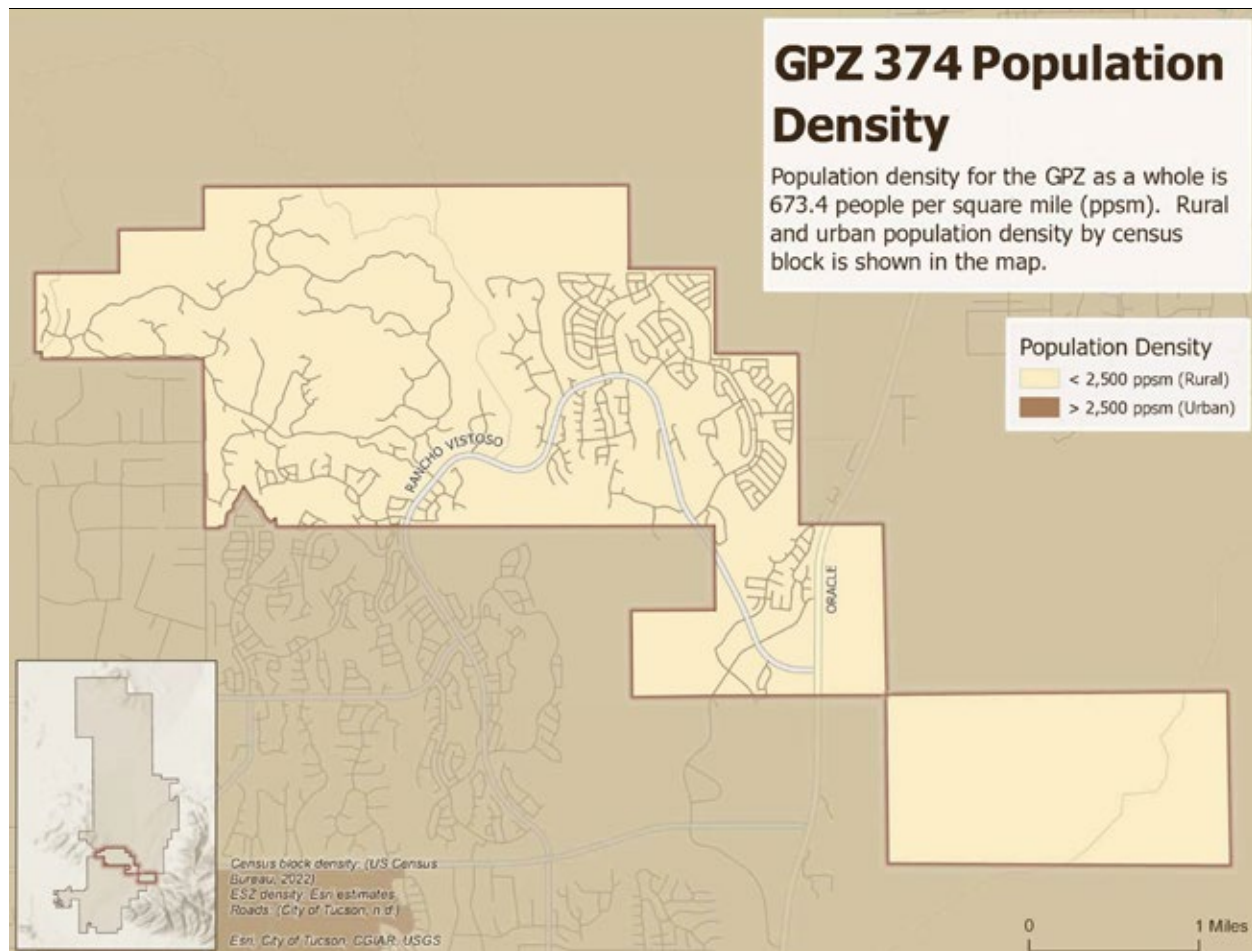 GPZ 374 Population
Density
Population density for the GPZ as a whole is
673.4 people per square mile (ppsm).  Rural
and urban population density by census
block is shown in the map.
Population Density
< 2,500 ppsm (Rural)
> 2,500 ppsm (Urban)
RANCHO VISTOSO
ORACLE
Census block density: (US Census
Bureau, 2022)
ESZ density: Esri estimates
Roads: (City of Tucson, n.d.)
Esri, City of Tucson, CGIAR, USGS
0 1 Miles